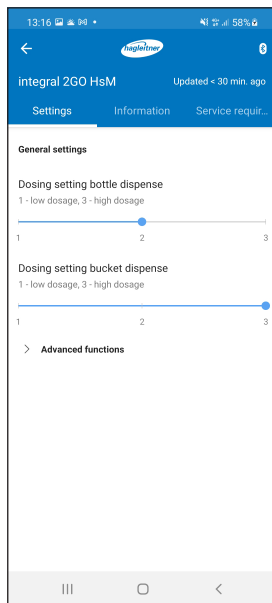 13:16 58%
hagleitner
integral 2GO HsM Updated < 30 min. ago
Settings Information Service requir...
General settings
Dosing setting bottle dispense
1 - low dosage, 3 - high dosage
1 2 3
Dosing setting bucket dispense
1 - low dosage, 3 - high dosage
1 2 3
Advanced functions